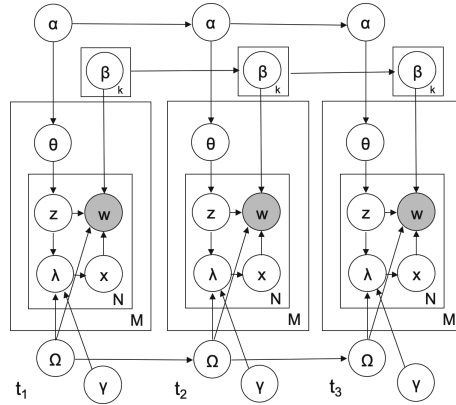 α α α
β k β k β k
θ θ θ
z w z w z w
λ x λ x λ x
N N N
M M M
Ω Ω Ω
t1 γ t2 γ t3 γ